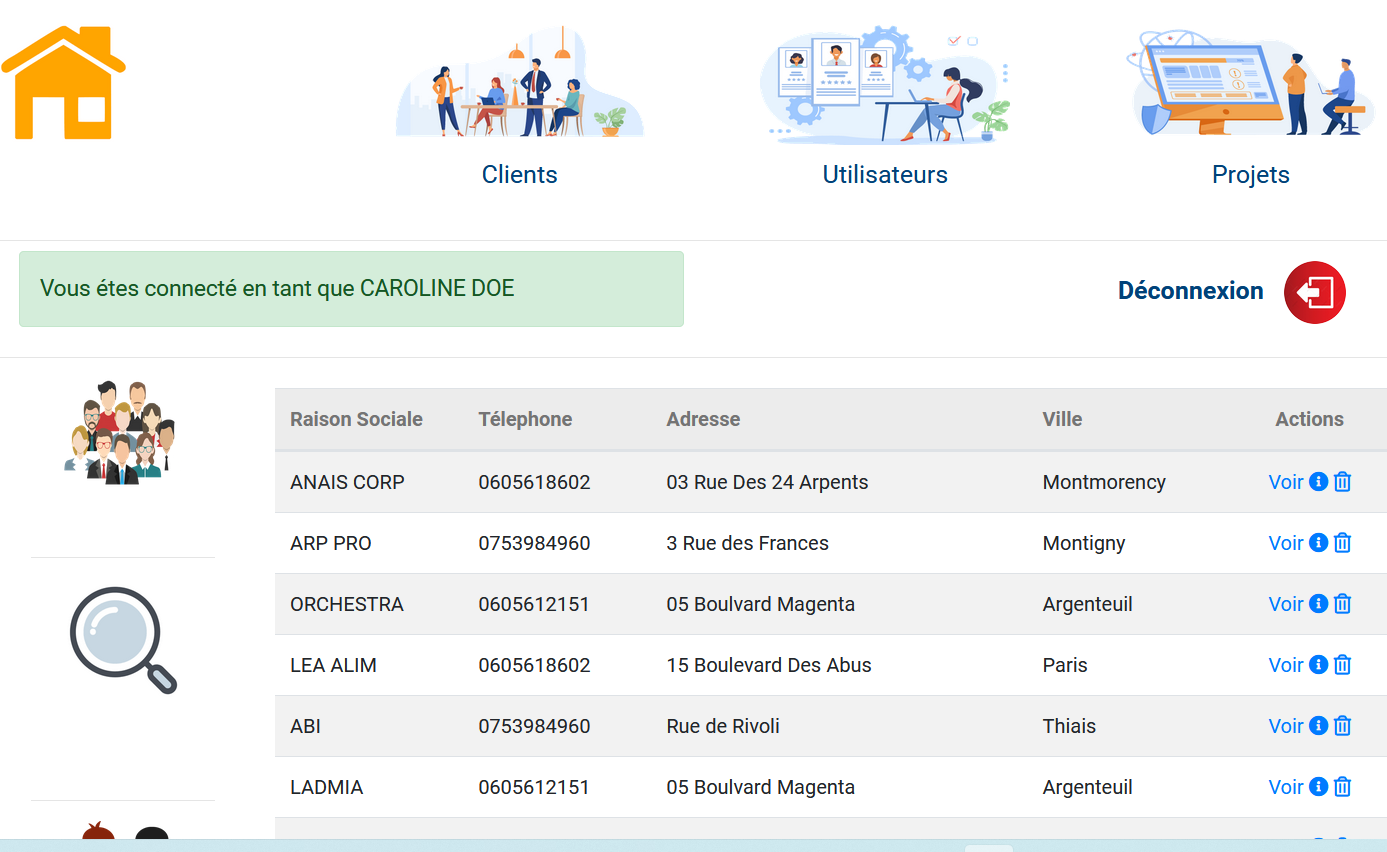 Clients
Utilisateurs
Projets
Vous étes connecté en tant que CAROLINE DOE
Déconnexion
Raison Sociale Télephone Adresse Ville Actions
ANAIS CORP 0605618602 03 Rue Des 24 Arpents Montmorency Voir
ARP PRO 0753984960 3 Rue des Frances Montigny Voir
ORCHESTRA 0605612151 05 Boulvard Magenta Argenteuil Voir
LEA ALIM 0605618602 15 Boulevard Des Abus Paris Voir
ABI 0753984960 Rue de Rivoli Thiais Voir
LADMIA 0605612151 05 Boulvard Magenta Argenteuil Voir